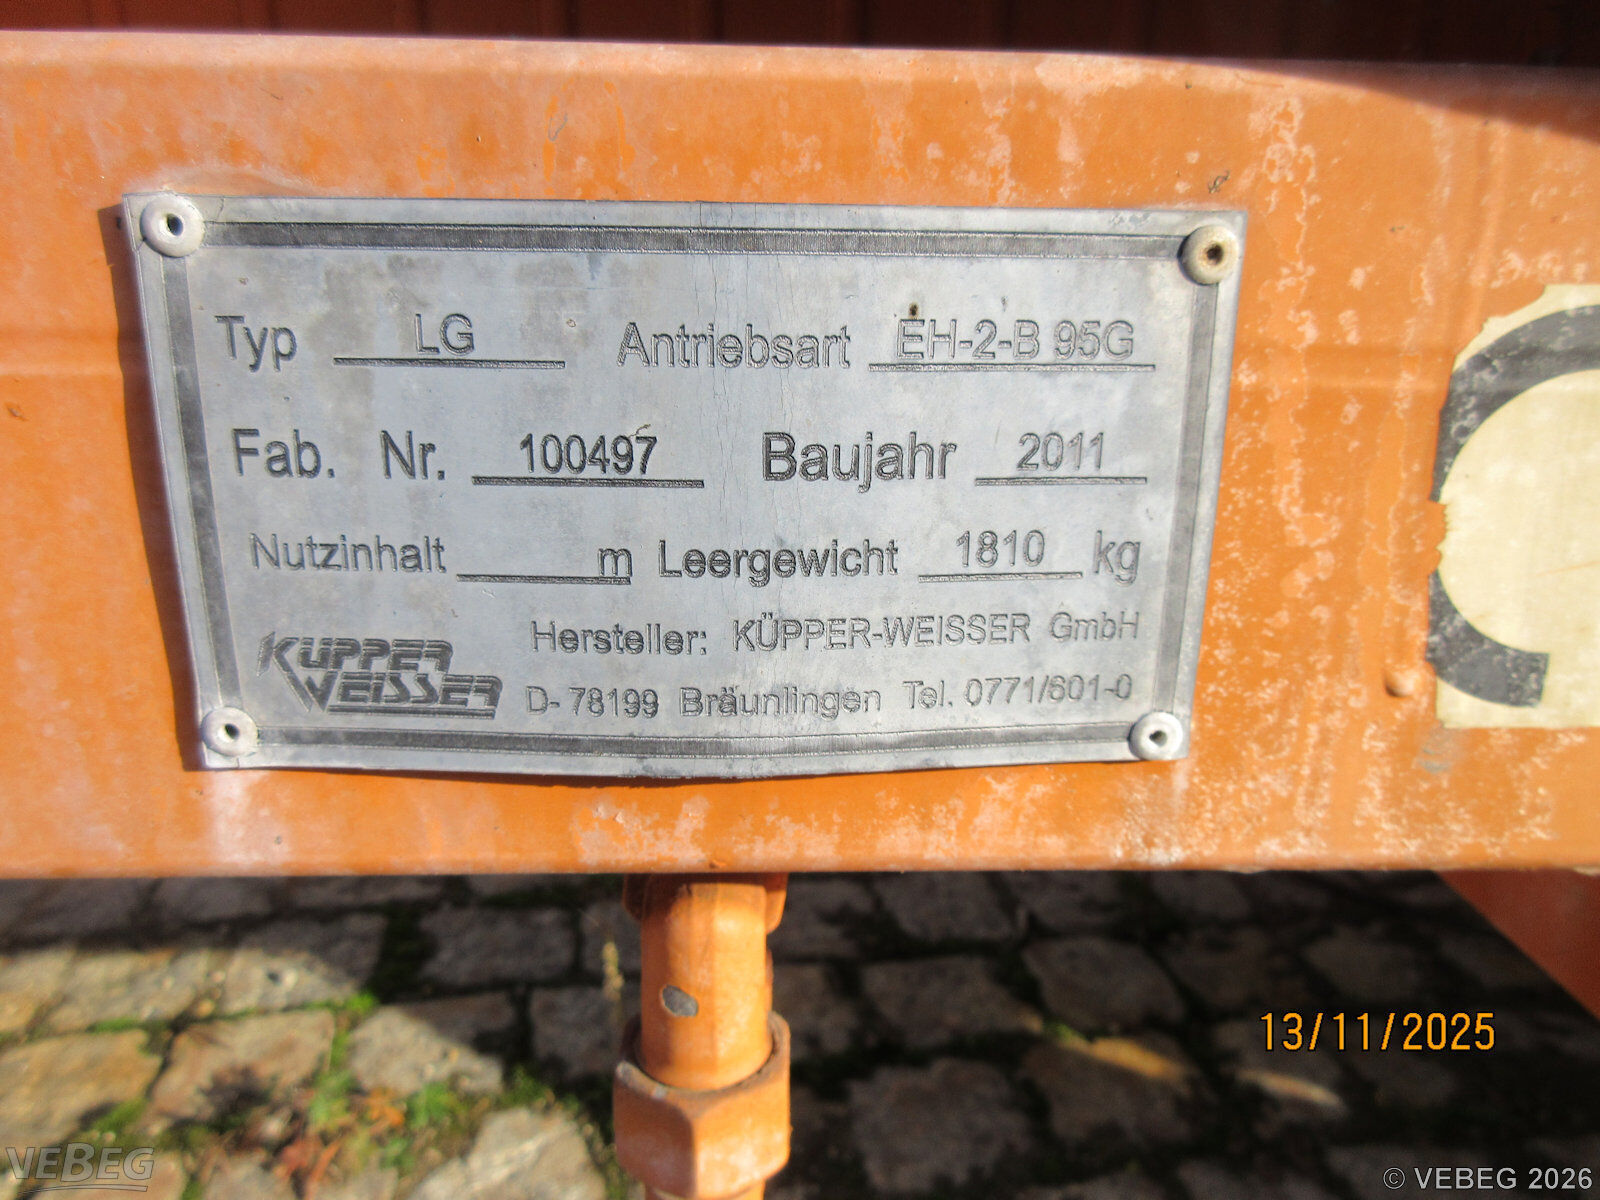 Typ LG Antriebsart EH-2-B 95G
Fab. Nr. 100497 Baujahr 2011
Nutzinhalt m Leergewicht 1810 kg
KÜPPER WEISSER
Hersteller: KÜPPER-WEISSER GmbH
D-78199 Bräunlingen Tel. 0771/601-0
13/11/2025
VEBEG
© VEBEG 2026